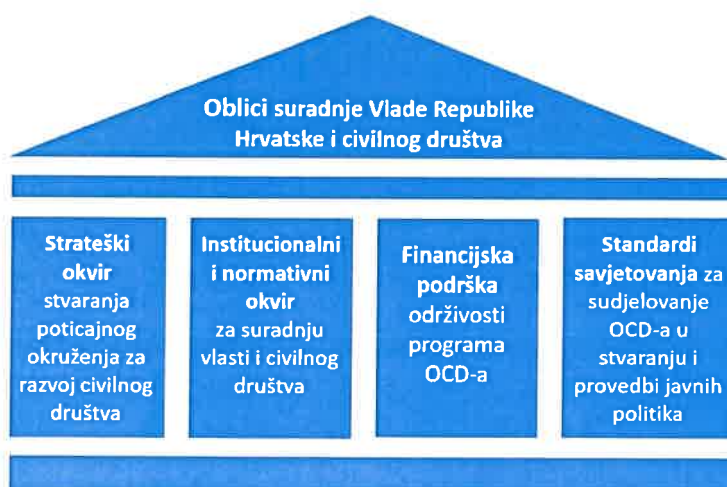 Oblici suradnje Vlade Republike
Hrvatske i civilnog društva
Strateški
okvir
stvaranja
poticajnog
okruženja za
razvoj civilnog
društva
Institucionalni
i normativni
okvir
za suradnju
vlasti i civilnog
društva
Financijska
podrška
održivosti
programa
OCD-a
Standardi
savjetovanja za
sudjelovanje
OCD-a u
stvaranju i
provedbi javnih
politika